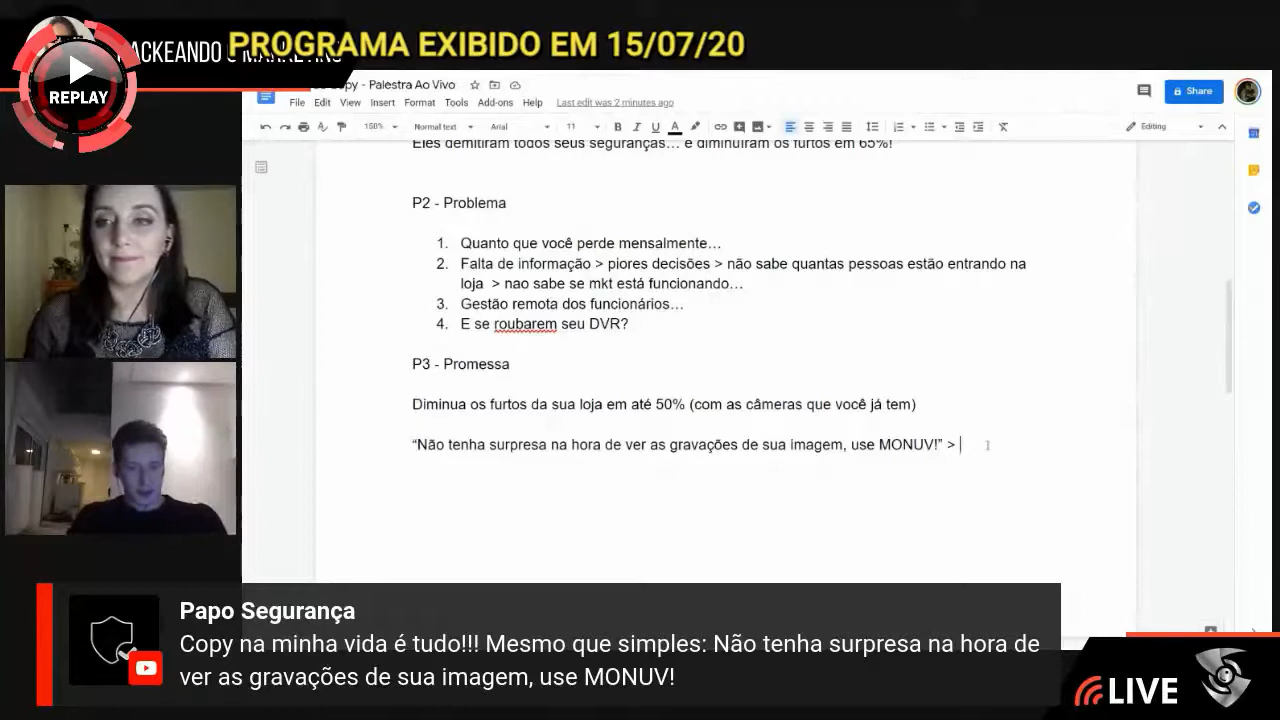 PROGRAMA EXIBIDO EM 15/07/20
REPLAY
Copy - Palestra Ao Vivo
File Edit View Insert Format Tools Add-ons Help Last edit was 2 minutes ago
Share
150% Normal text Arial 11 B I U A Editing
Eles demitiram todos seus seguranças... e diminuíram os furtos em 65%!
P2 - Problema
1. Quanto que você perde mensalmente...
2. Falta de informação > piores decisões > não sabe quantas pessoas estão entrando na
loja > nao sabe se mkt está funcionando...
3. Gestão remota dos funcionários...
4. E se roubarem seu DVR?
P3 - Promessa
Diminua os furtos da sua loja em até 50% (com as câmeras que você já tem)
“Não tenha surpresa na hora de ver as gravações de sua imagem, use MONUV!” >
Papo Segurança
Copy na minha vida é tudo!!! Mesmo que simples: Não tenha surpresa na hora de
ver as gravações de sua imagem, use MONUV!
LIVE